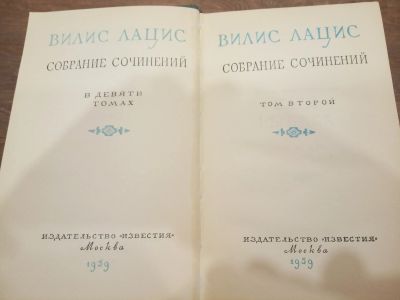 ВИЛИС ЛАЦИС
СОБРАНИЕ СОЧИНЕНИЙ
В ДЕВЯТИ
ТОМАХ
ИЗДАТЕЛЬСТВО «ИЗВЕСТИЯ»
Москва
1959
ВИЛИС ЛАЦИС
СОБРАНИЕ СОЧИНЕНИЙ
ТОМ ВТОРОЙ
ИЗДАТЕЛЬСТВО «ИЗВЕСТИЯ»
Москва
1959